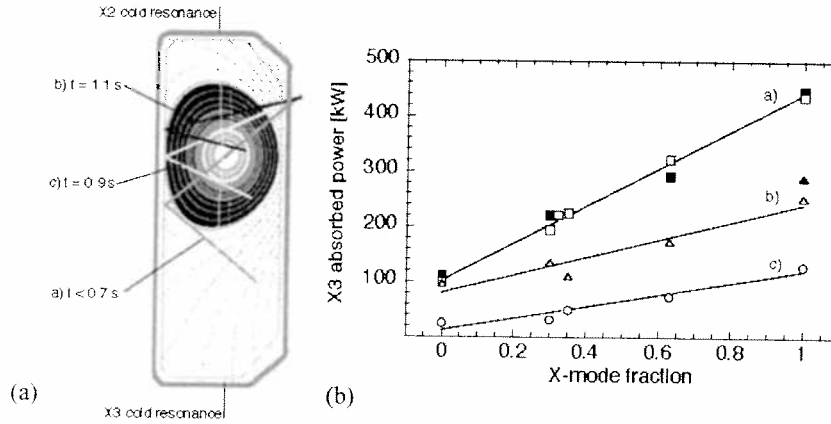 X2 cold resonance
b) t = 1.1 s
c) t = 0.9 s
a) t < 0.7 s
(a)
X3 cold resonance
X3 absorbed power [kW]
500
400
300
200
100
a)
b)
c)
0 0.2 0.4 0.6 0.8 1
X-mode fraction
(b)